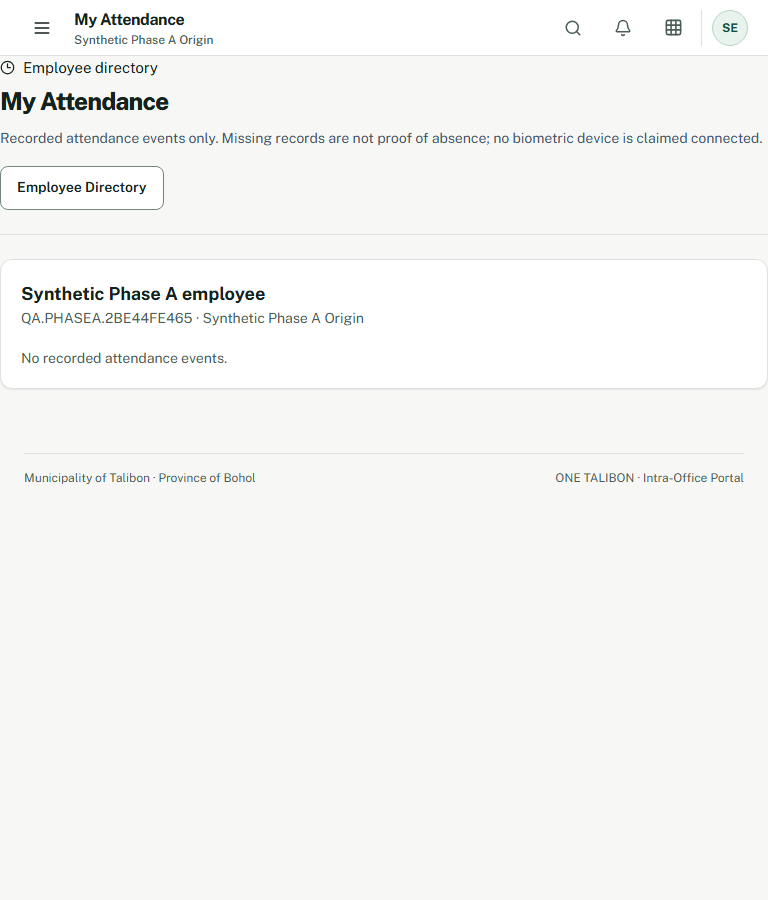 My Attendance
Synthetic Phase A Origin
SE
Employee directory
My Attendance
Recorded attendance events only. Missing records are not proof of absence; no biometric device is claimed connected.
Employee Directory
Synthetic Phase A employee
QA.PHASEA.2BE44FE465 · Synthetic Phase A Origin
No recorded attendance events.
Municipality of Talibon · Province of Bohol
ONE TALIBON · Intra-Office Portal